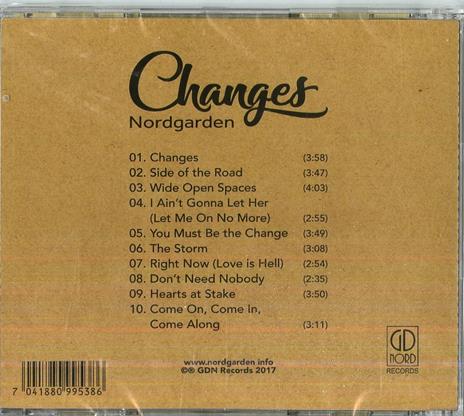 Changes
Nordgarden
01. Changes (3:58)
02. Side of the Road (3:47)
03. Wide Open Spaces (4:03)
04. I Ain't Gonna Let Her
(Let Me On No More) (2:55)
05. You Must Be the Change (3:49)
06. The Storm (3:08)
07. Right Now (Love is Hell) (2:54)
08. Don't Need Nobody (2:35)
09. Hearts at Stake (3:50)
10. Come On, Come In,
Come Along (3:11)
GD
NORD
RECORDS
www.nordgarden.info
©℗ GDN Records 2017
7 041880 995386